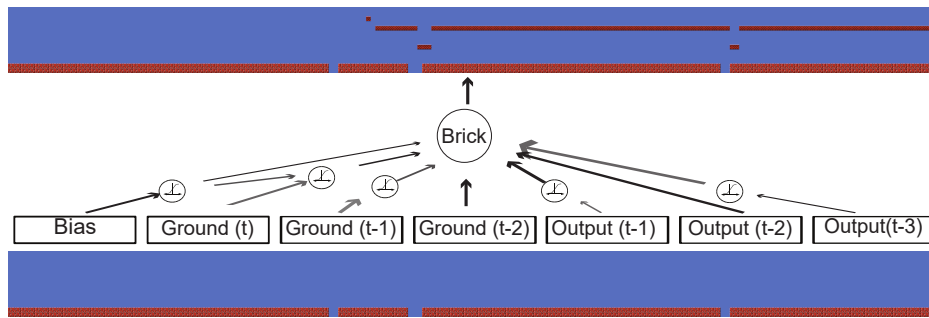 Brick
Bias Ground (t) Ground (t-1) Ground (t-2) Output (t-1) Output (t-2) Output(t-3)